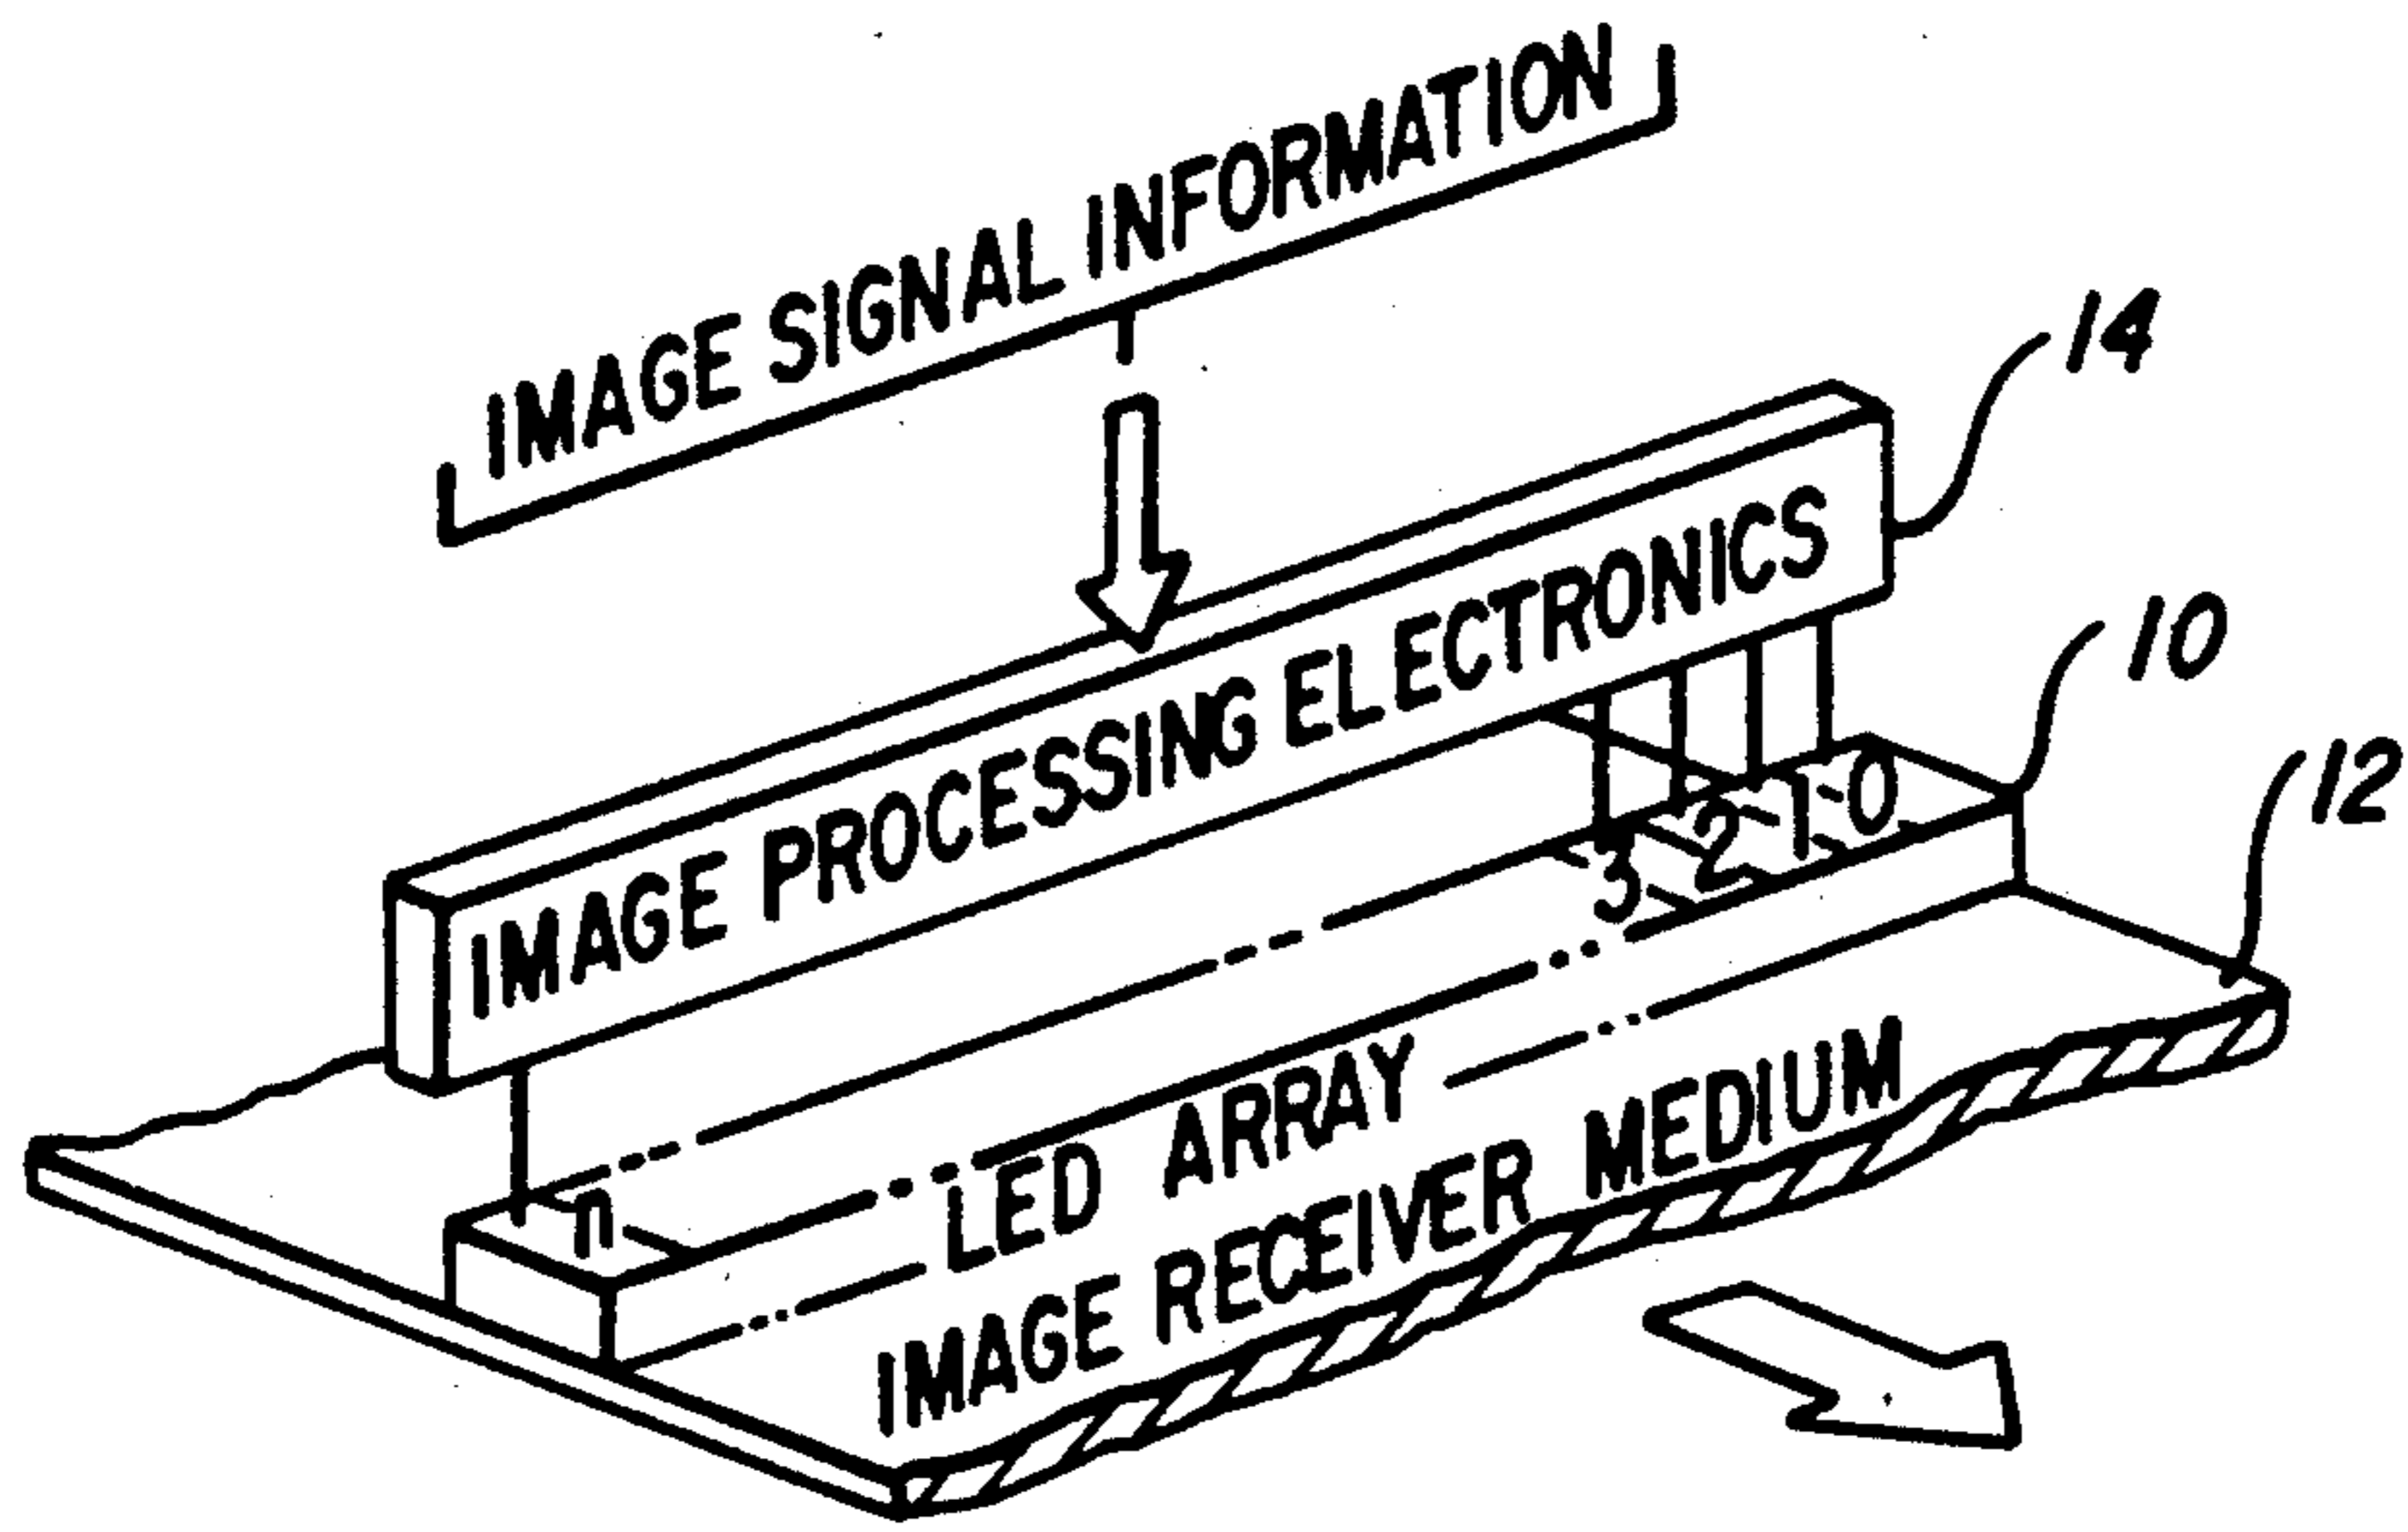 IMAGE SIGNAL INFORMATION
14
IMAGE PROCESSING ELECTRONICS
10
12
3 2 1 0
n
LED ARRAY
IMAGE RECEIVER MEDIUM